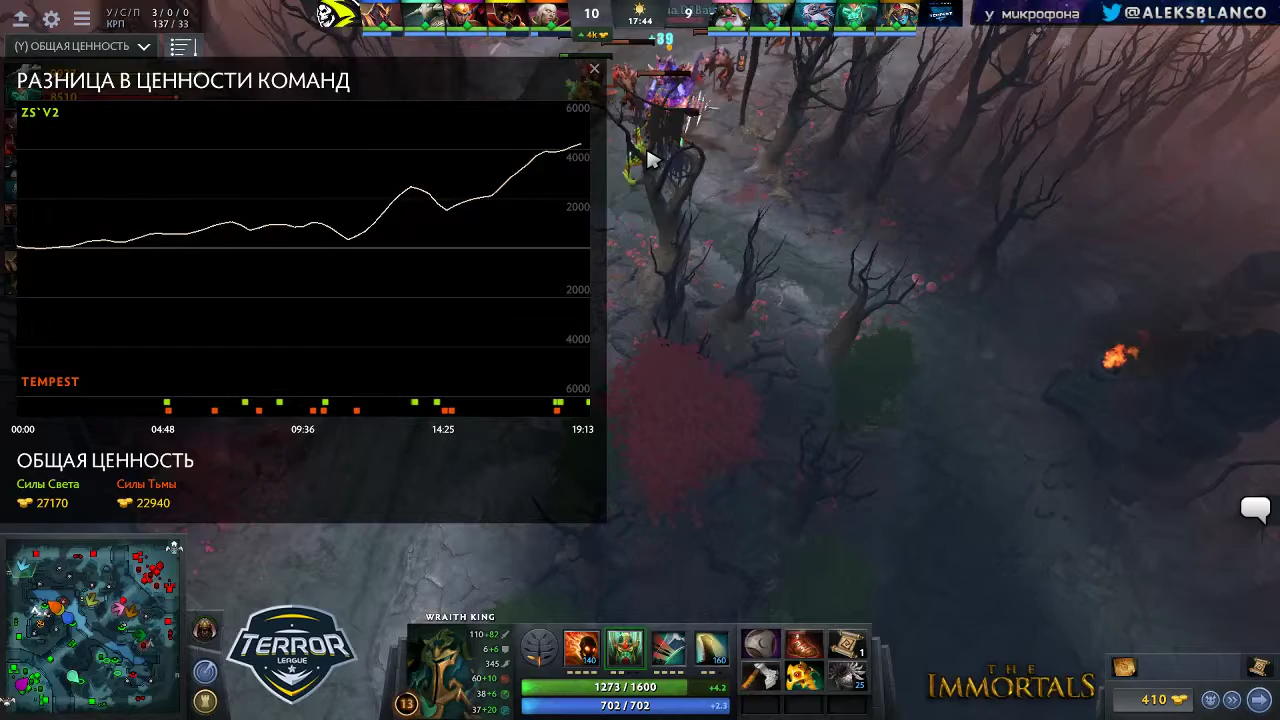 У/С/П 3/0/0
КРП 137/33
10
17:44
9
4k
У МИКРОФОНА
@ALEKSBLANCO
(Y) ОБЩАЯ ЦЕННОСТЬ
+39
РАЗНИЦА В ЦЕННОСТИ КОМАНД
ZS`V2
6000
4000
2000
2000
4000
TEMPEST
6000
00:00
04:48
09:36
14:25
19:13
ОБЩАЯ ЦЕННОСТЬ
Силы Света
Силы Тьмы
27170
22940
TERROR
LEAGUE
WRAITH KING
110+82
6+6
345
60+10
38+6
37+20
13
140
160
1
25
1273 / 1600
+4.2
702 / 702
+2.3
THE
IMMORTALS
410